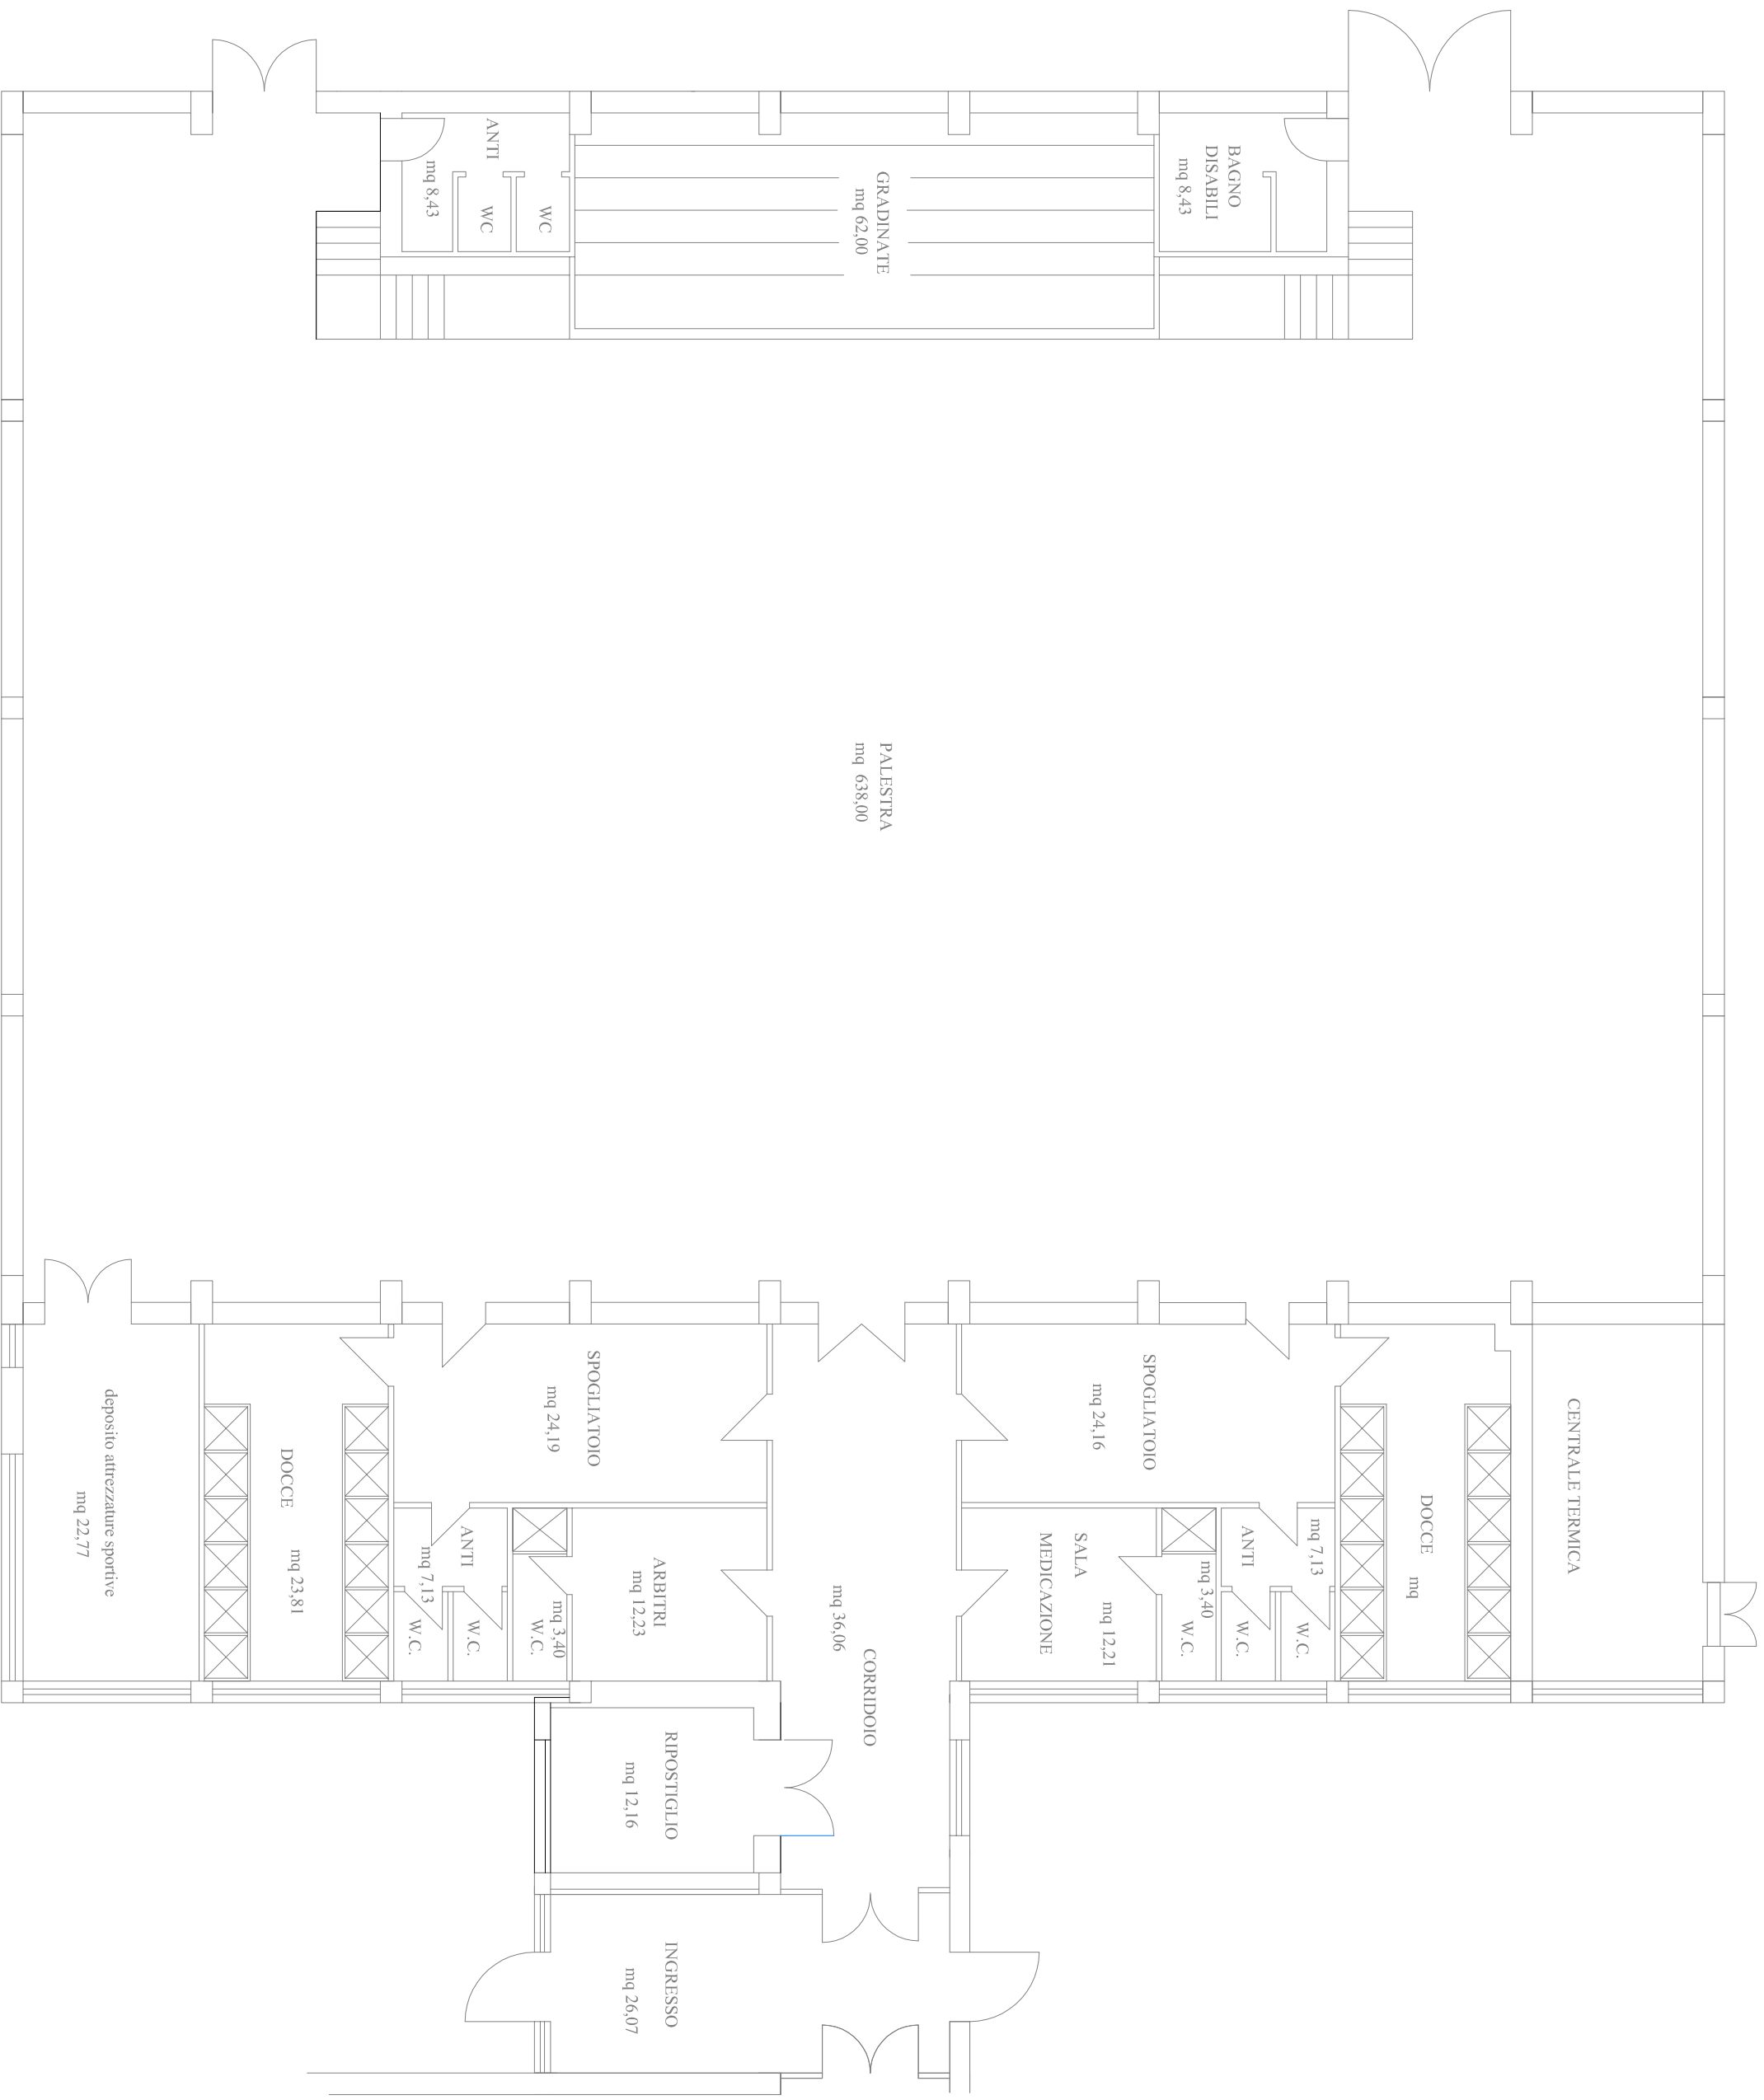 BAGNO
DISABILI
mq 8,43
GRADINATE
mq 62,00
ANTI
mq 8,43
WC
WC
PALESTRA
mq 638,00
CENTRALE TERMICA
DOCCE
mq
mq 7,13
ANTI
mq 3,40
W.C.
W.C.
W.C.
SPOGLIATOIO
mq 24,16
SALA
MEDICAZIONE
mq 12,21
CORRIDOIO
mq 36,06
ARBITRI
mq 12,23
SPOGLIATOIO
mq 24,19
mq 3,40
W.C.
ANTI
mq 7,13
W.C.
W.C.
DOCCE
mq 23,81
deposito attrezzature sportive
mq 22,77
RIPOSTIGLIO
mq 12,16
INGRESSO
mq 26,07